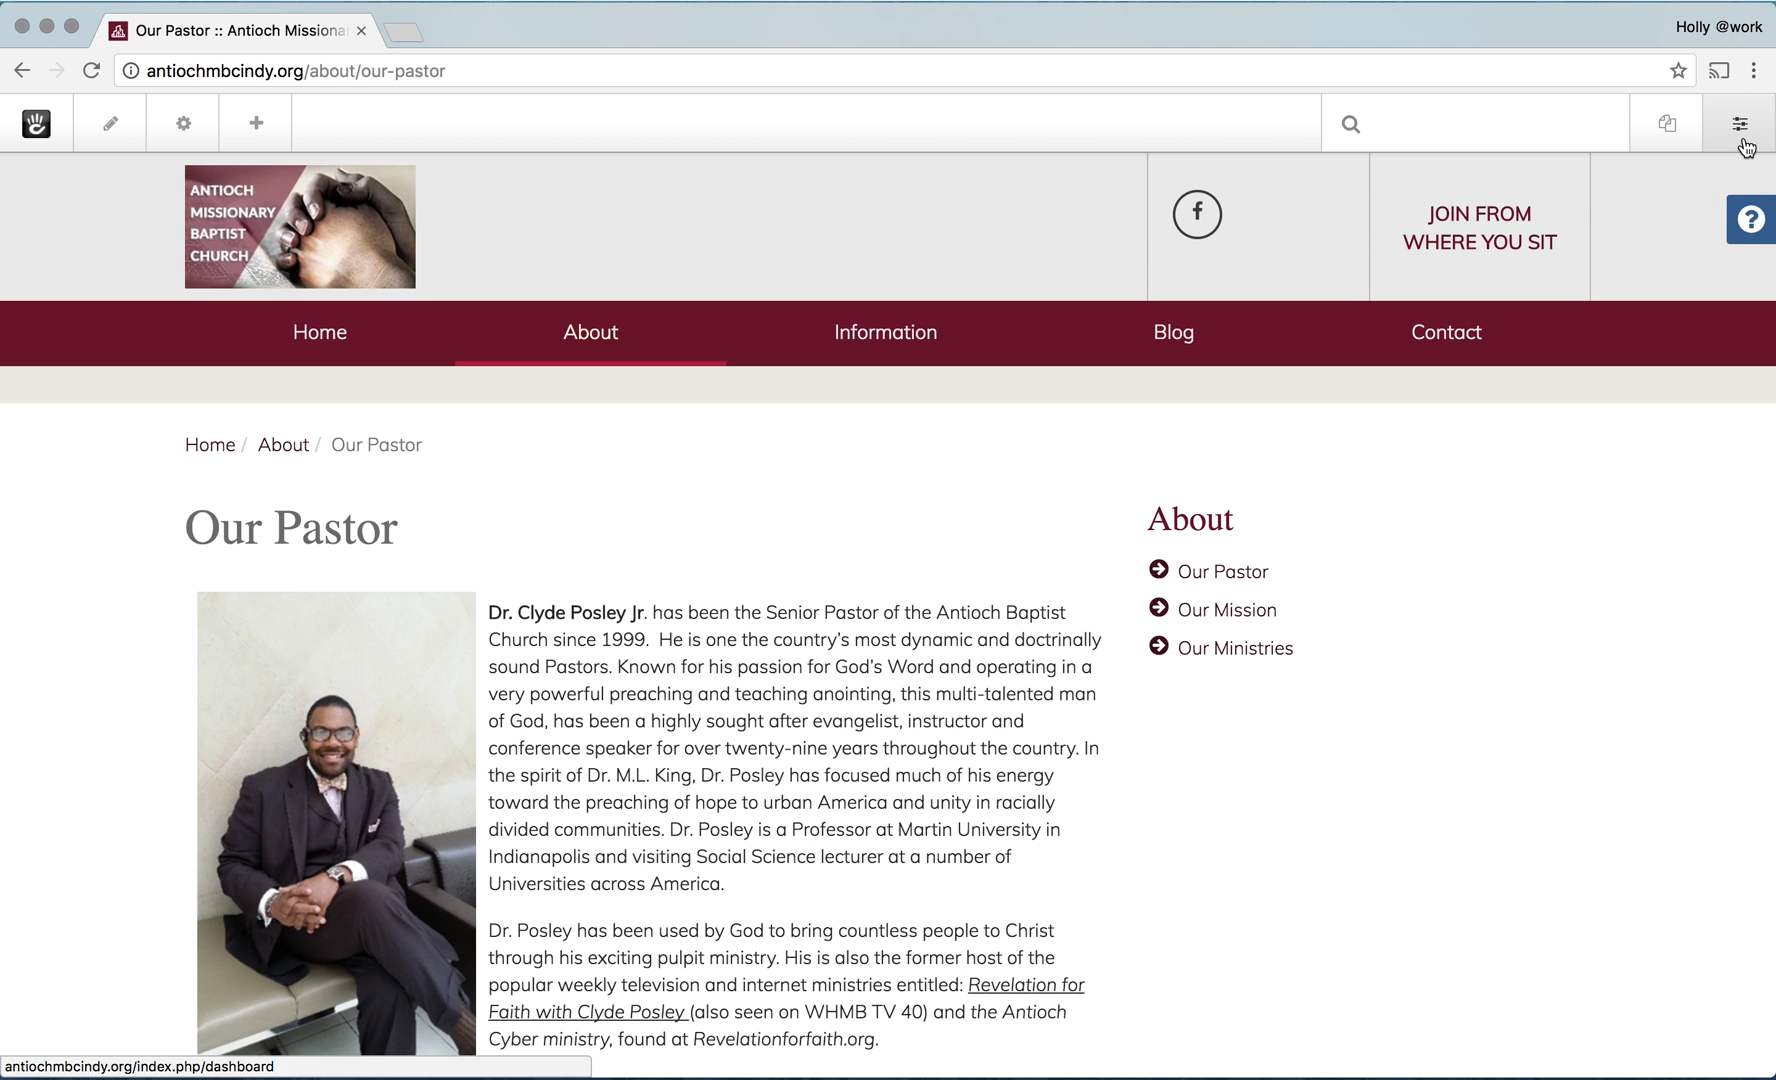 Our Pastor :: Antioch Missiona
Holly @work
antiochmbcindy.org/about/our-pastor
ANTIOCH
MISSIONARY
BAPTIST
CHURCH
JOIN FROM
WHERE YOU SIT
Home
About
Information
Blog
Contact
Home / About / Our Pastor
Our Pastor
Dr. Clyde Posley Jr. has been the Senior Pastor of the Antioch Baptist
Church since 1999.  He is one the country's most dynamic and doctrinally
sound Pastors. Known for his passion for God's Word and operating in a
very powerful preaching and teaching anointing, this multi-talented man
of God, has been a highly sought after evangelist, instructor and
conference speaker for over twenty-nine years throughout the country. In
the spirit of Dr. M.L. King, Dr. Posley has focused much of his energy
toward the preaching of hope to urban America and unity in racially
divided communities. Dr. Posley is a Professor at Martin University in
Indianapolis and visiting Social Science lecturer at a number of
Universities across America.
Dr. Posley has been used by God to bring countless people to Christ
through his exciting pulpit ministry. His is also the former host of the
popular weekly television and internet ministries entitled: Revelation for
Faith with Clyde Posley (also seen on WHMB TV 40) and the Antioch
Cyber ministry, found at Revelationforfaith.org.
About
Our Pastor
Our Mission
Our Ministries
antiochmbcindy.org/index.php/dashboard